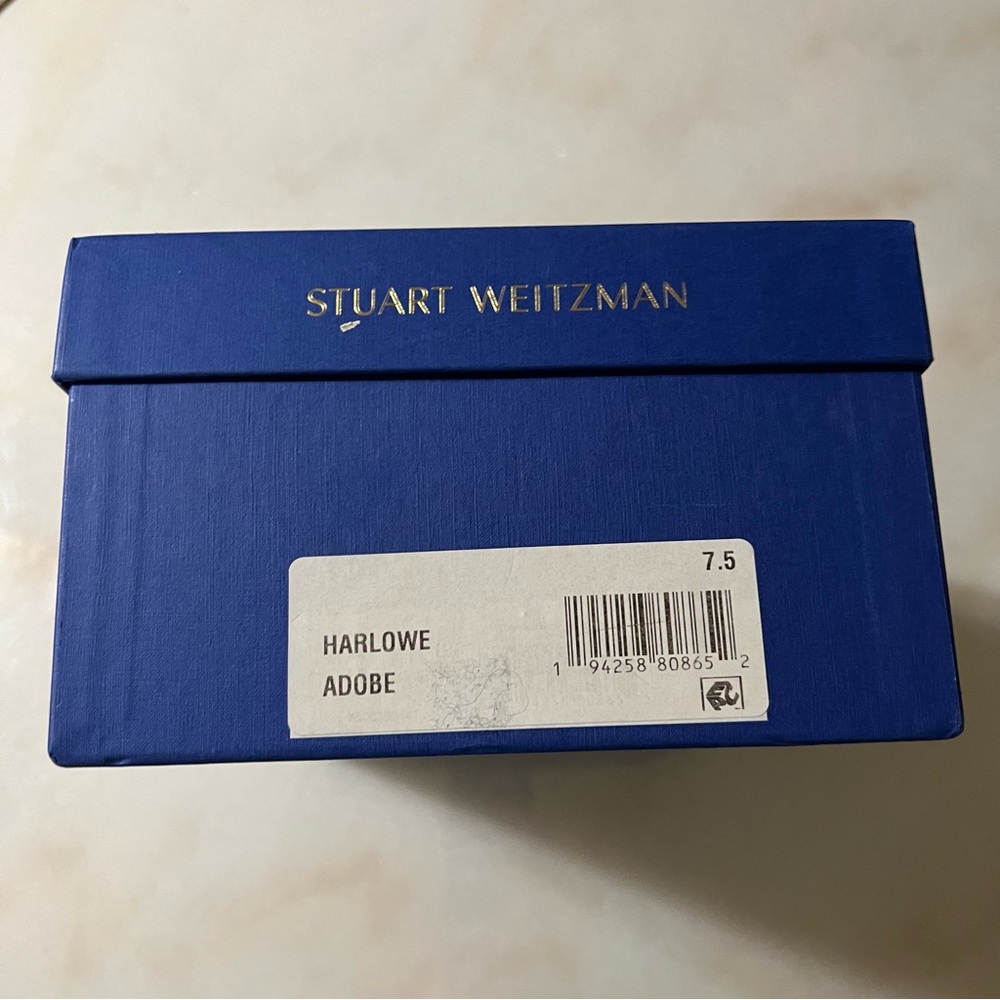 STUART WEITZMAN
7.5
HARLOWE
ADOBE
1 94258 80865 2